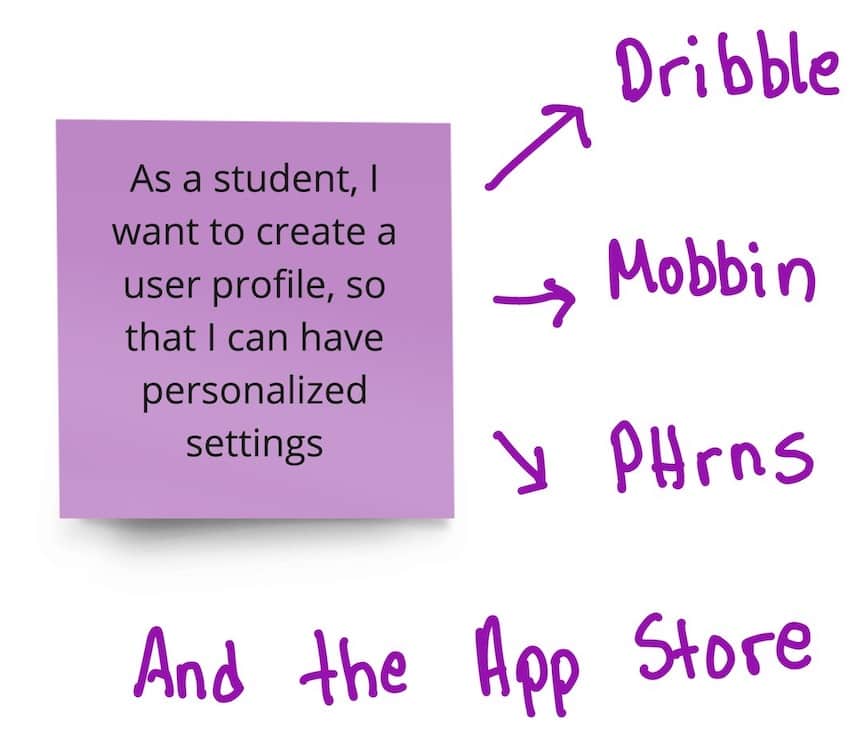 As a student, I
want to create a
user profile, so
that I can have
personalized
settings
Dribble
Mobbin
Pttrns
And the App Store